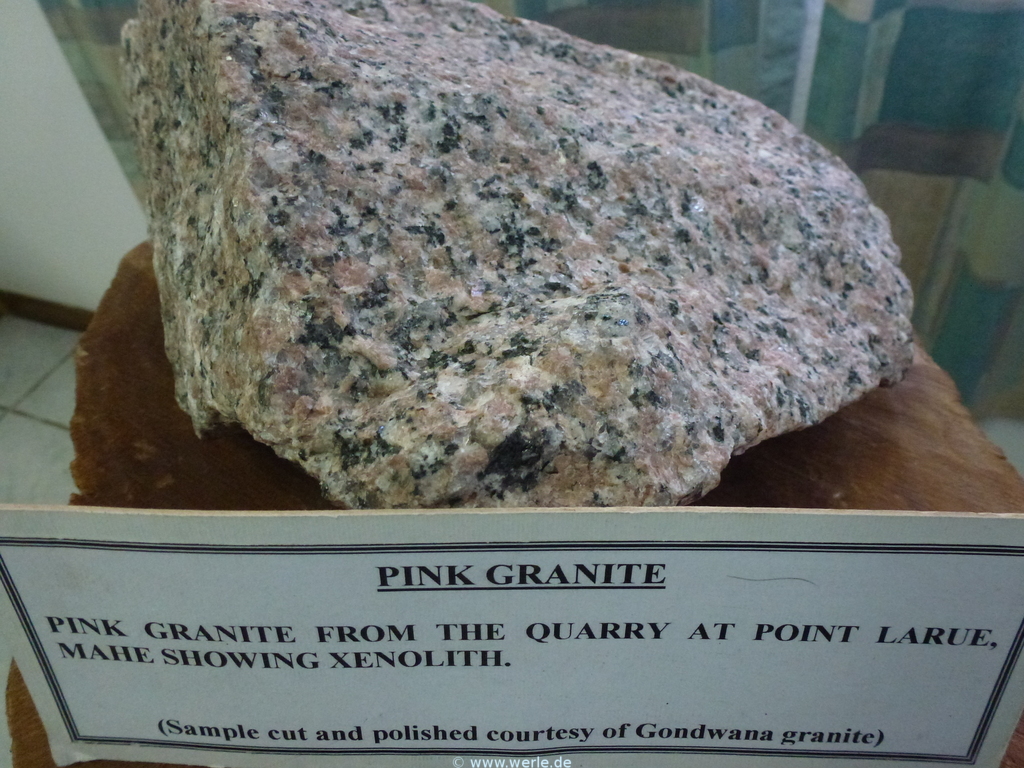 PINK GRANITE
PINK GRANITE FROM THE QUARRY AT POINT LARUE,
MAHE SHOWING XENOLITH.
(Sample cut and polished courtesy of Gondwana granite)
© www.werle.de